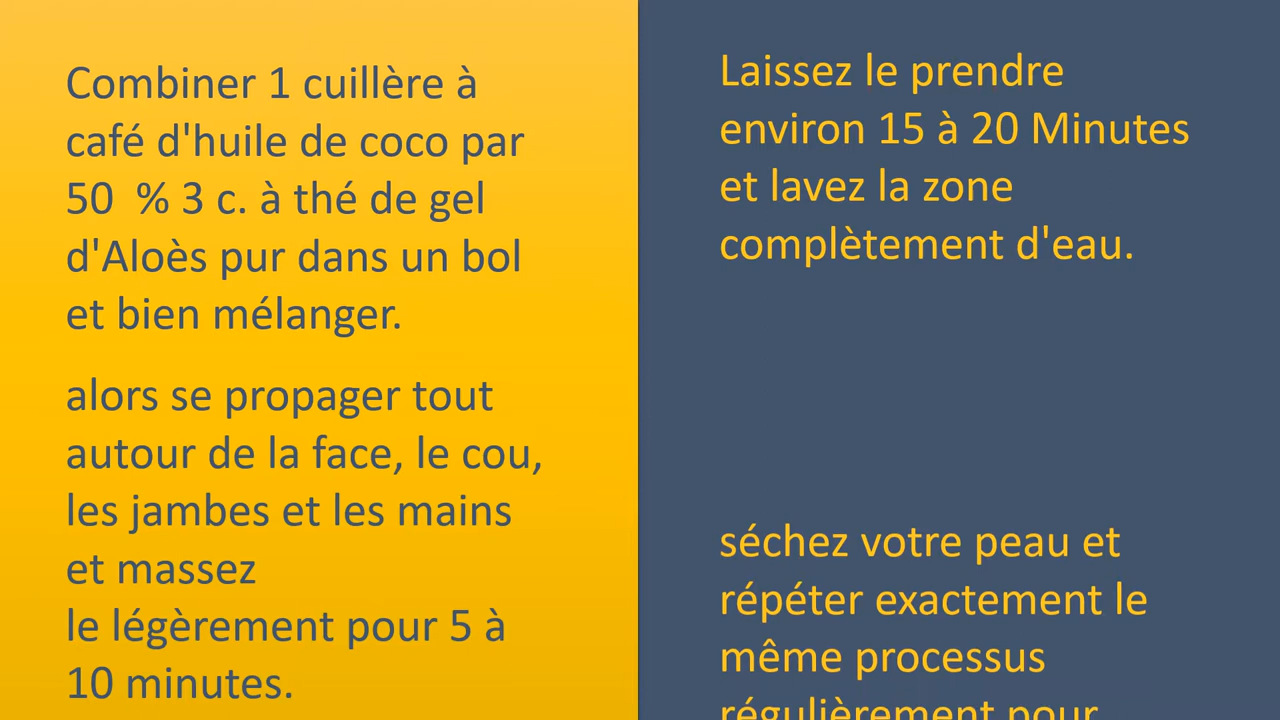 Combiner 1 cuillère à
café d'huile de coco par
50  % 3 c. à thé de gel
d'Aloès pur dans un bol
et bien mélanger.
alors se propager tout
autour de la face, le cou,
les jambes et les mains
et massez
le légèrement pour 5 à
10 minutes.
Laissez le prendre
environ 15 à 20 Minutes
et lavez la zone
complètement d'eau.
séchez votre peau et
répéter exactement le
même processus
régulièrement pour